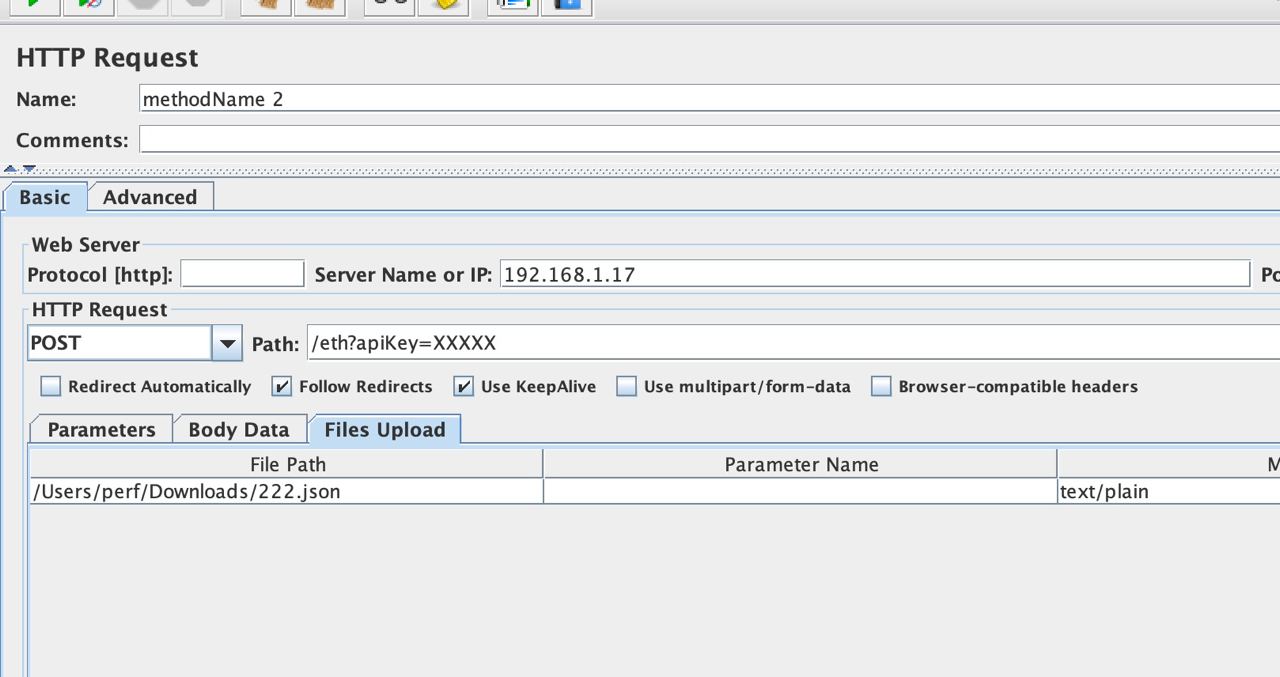 HTTP Request
Name: methodName 2
Comments:
Basic Advanced
Web Server
Protocol [http]: Server Name or IP: 192.168.1.17
HTTP Request
POST Path: /eth?apiKey=XXXXX
Redirect Automatically Follow Redirects Use KeepAlive Use multipart/form-data Browser-compatible headers
Parameters Body Data Files Upload
File Path Parameter Name
/Users/perf/Downloads/222.json text/plain